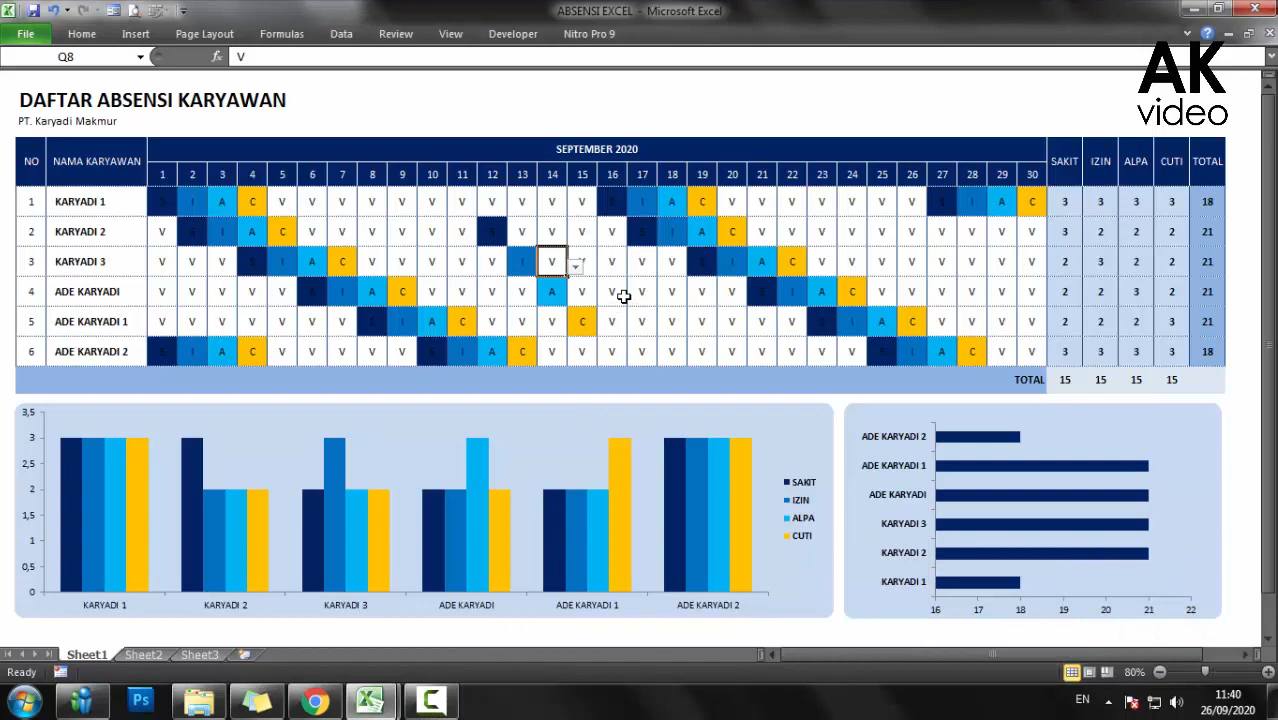 ABSENSI EXCEL - Microsoft Excel
File Home Insert Page Layout Formulas Data Review View Developer Nitro Pro 9
Q8 fx V
AK
video
DAFTAR ABSENSI KARYAWAN
PT. Karyadi Makmur
NO NAMA KARYAWAN SEPTEMBER 2020 SAKIT IZIN ALPA CUTI TOTAL
1 2 3 4 5 6 7 8 9 10 11 12 13 14 15 16 17 18 19 20 21 22 23 24 25 26 27 28 29 30
1 KARYADI 1 S I A C V V V V V V V V V V V S I A C V V V V V V V S I A C 3 3 3 3 18
2 KARYADI 2 V S I A C V V V V V V S V V V V S I A C V V V V V V V V V V 3 2 2 2 21
3 KARYADI 3 V V V S I A C V V V V V I V V V V V S I A C V V V V V V V V 2 3 2 2 21
4 ADE KARYADI V V V V V S I A C V V V V A V V V V V V S I A C V V V V V V 2 2 3 2 21
5 ADE KARYADI 1 V V V V V V V S I A C V V V C V V V V V V V S I A C V V V V 2 2 2 3 21
6 ADE KARYADI 2 S I A C V V V V V S I A C V V V V V V V V V V V S I A C V V 3 3 3 3 18
TOTAL 15 15 15 15
3,5
3
2,5
2
1,5
1
0,5
0
KARYADI 1 KARYADI 2 KARYADI 3 ADE KARYADI ADE KARYADI 1 ADE KARYADI 2
SAKIT
IZIN
ALPA
CUTI
ADE KARYADI 2
ADE KARYADI 1
ADE KARYADI
KARYADI 3
KARYADI 2
KARYADI 1
16 17 18 19 20 21 22
Sheet1 Sheet2 Sheet3
Ready 80%
Ps EN 11:40
26/09/2020